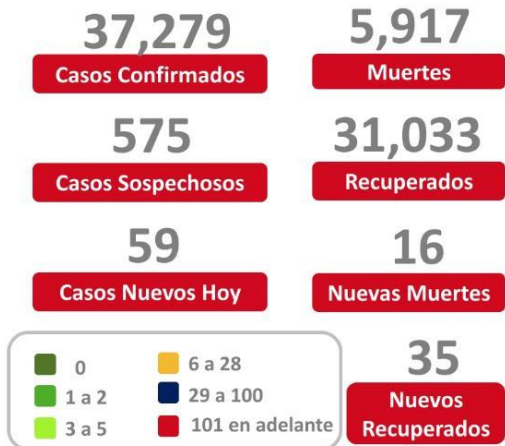 37,279
Casos Confirmados
5,917
Muertes
575
Casos Sospechosos
31,033
Recuperados
59
Casos Nuevos Hoy
16
Nuevas Muertes
0
1 a 2
3 a 5
6 a 28
29 a 100
101 en adelante
35
Nuevos
Recuperados